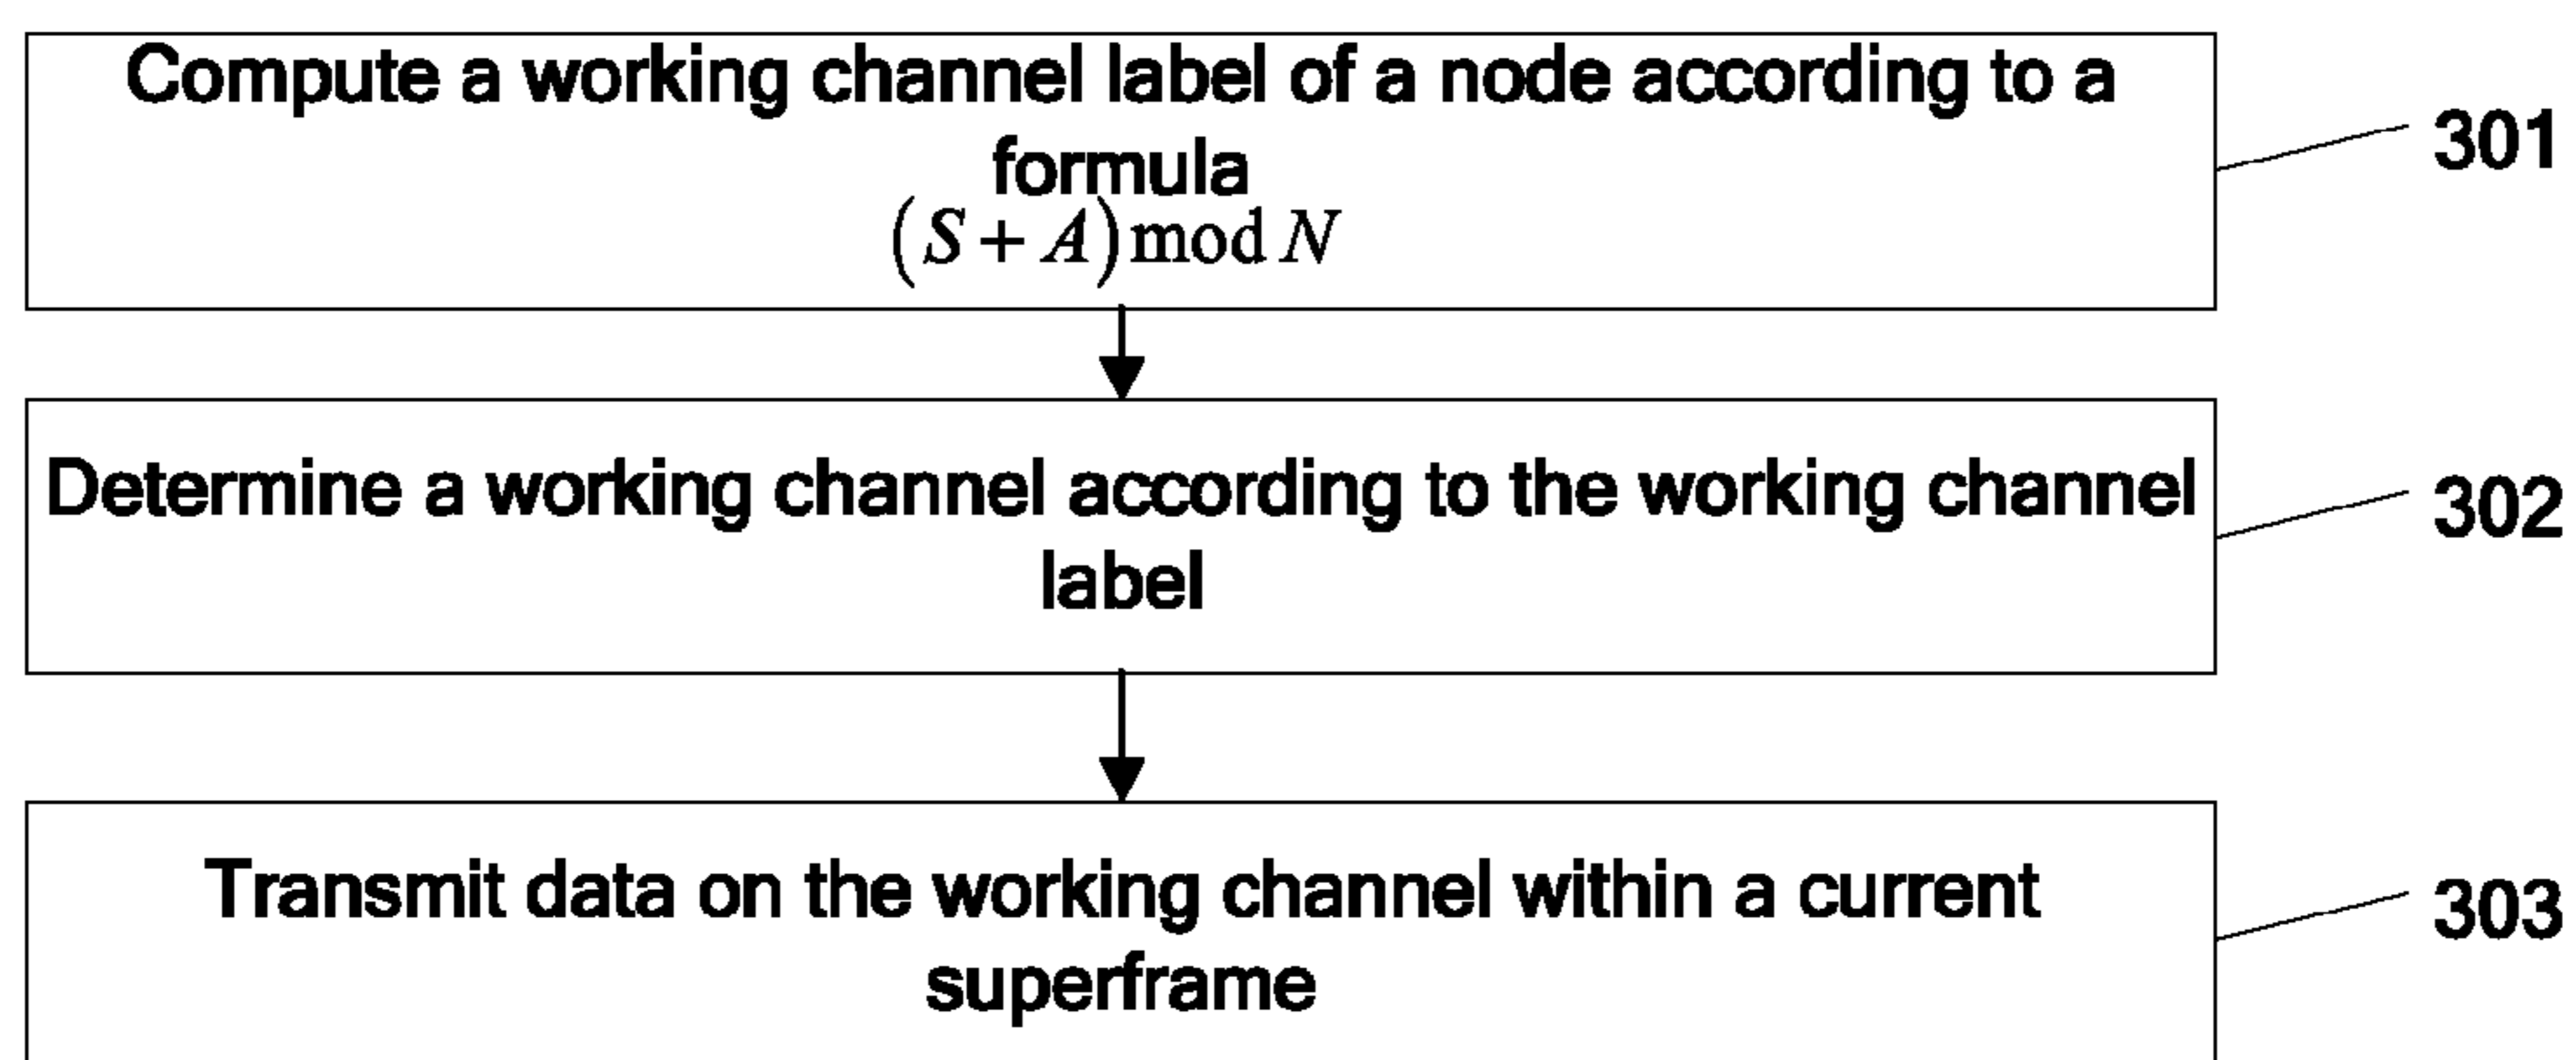 Compute a working channel label of a node according to a
formula
(S + A) mod N
301
Determine a working channel according to the working channel
label
302
Transmit data on the working channel within a current
superframe
303